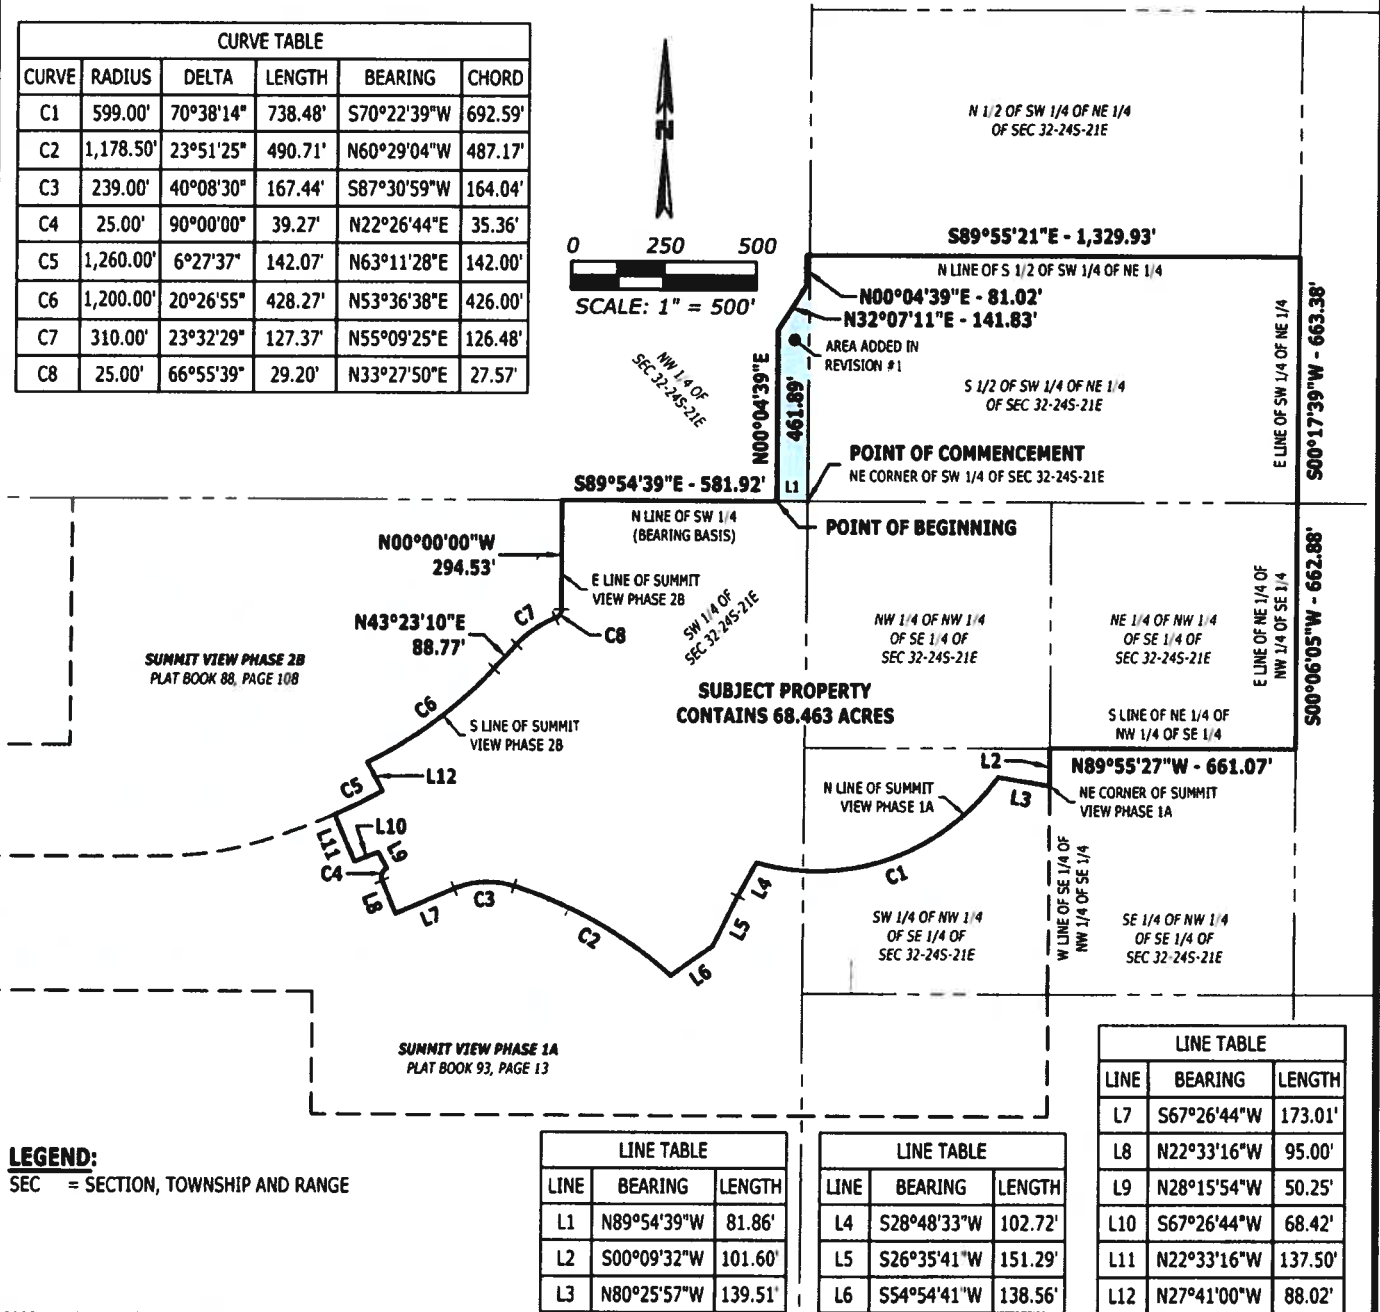 CURVE TABLE
CURVE RADIUS DELTA LENGTH BEARING CHORD
C1 599.00' 70°38'14" 738.48' S70°22'39"W 692.59'
C2 1,178.50' 23°51'25" 490.71' N60°29'04"W 487.17'
C3 239.00' 40°08'30" 167.44' S87°30'59"W 164.04'
C4 25.00' 90°00'00" 39.27' N22°26'44"E 35.36'
C5 1,260.00' 6°27'37" 142.07' N63°11'28"E 142.00'
C6 1,200.00' 20°26'55" 428.27' N53°36'38"E 426.00'
C7 310.00' 23°32'29" 127.37' N55°09'25"E 126.48'
C8 25.00' 66°55'39" 29.20' N33°27'50"E 27.57'
N
0 250 500
SCALE: 1" = 500'
N 1/2 OF SW 1/4 OF NE 1/4
OF SEC 32-24S-21E
S89°55'21"E - 1,329.93'
N LINE OF S 1/2 OF SW 1/4 OF NE 1/4
N00°04'39"E - 81.02'
N32°07'11"E - 141.83'
AREA ADDED IN
REVISION #1
NW 1/4 OF
SEC 32-24S-21E
N00°04'39"E
461.89'
S 1/2 OF SW 1/4 OF NE 1/4
OF SEC 32-24S-21E
E LINE OF SW 1/4 OF NE 1/4
S00°17'39"W - 663.38'
POINT OF COMMENCEMENT
NE CORNER OF SW 1/4 OF SEC 32-24S-21E
S89°54'39"E - 581.92'
L1
N LINE OF SW 1/4
(BEARING BASIS)
POINT OF BEGINNING
N00°00'00"W
294.53'
E LINE OF SUMMIT
VIEW PHASE 2B
N43°23'10"E
88.77'
C7
C8
SW 1/4 OF
SEC 32-24S-21E
NW 1/4 OF NW 1/4
OF SE 1/4 OF
SEC 32-24S-21E
NE 1/4 OF NW 1/4
OF SE 1/4 OF
SEC 32-24S-21E
E LINE OF NE 1/4 OF
NW 1/4 OF SE 1/4
S00°06'05"W - 662.88'
SUMMIT VIEW PHASE 2B
PLAT BOOK 88, PAGE 108
SUBJECT PROPERTY
CONTAINS 68.463 ACRES
C6
S LINE OF SUMMIT
VIEW PHASE 2B
S LINE OF NE 1/4 OF
NW 1/4 OF SE 1/4
L2
N89°55'27"W - 661.07'
L12
C5
N LINE OF SUMMIT
VIEW PHASE 1A
L3
NE CORNER OF SUMMIT
VIEW PHASE 1A
L10
L11
L9
C4
L8
L7
C3
C2
L4
L5
L6
C1
W LINE OF SE 1/4 OF
NW 1/4 OF SE 1/4
SW 1/4 OF NW 1/4
OF SE 1/4 OF
SEC 32-24S-21E
SE 1/4 OF NW 1/4
OF SE 1/4 OF
SEC 32-24S-21E
SUMMIT VIEW PHASE 1A
PLAT BOOK 93, PAGE 13
LEGEND:
SEC = SECTION, TOWNSHIP AND RANGE
LINE TABLE
LINE BEARING LENGTH
L1 N89°54'39"W 81.86'
L2 S00°09'32"W 101.60'
L3 N80°25'57"W 139.51'
LINE TABLE
LINE BEARING LENGTH
L4 S28°48'33"W 102.72'
L5 S26°35'41"W 151.29'
L6 S54°54'41"W 138.56'
LINE TABLE
LINE BEARING LENGTH
L7 S67°26'44"W 173.01'
L8 N22°33'16"W 95.00'
L9 N28°15'54"W 50.25'
L10 S67°26'44"W 68.42'
L11 N22°33'16"W 137.50'
L12 N27°41'00"W 88.02'